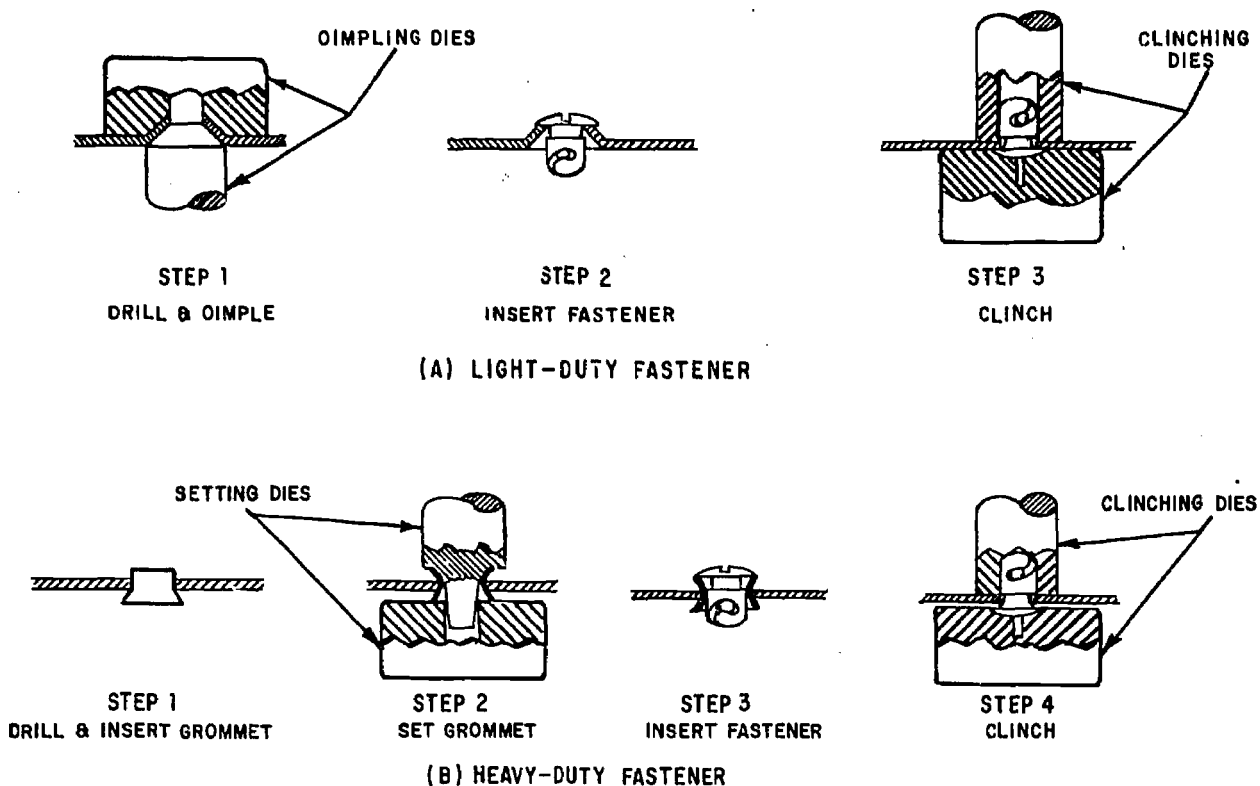 OIMPLING DIES
CLINCHING
DIES
STEP 1
DRILL & OIMPLE
STEP 2
INSERT FASTENER
STEP 3
CLINCH
(A) LIGHT-DUTY FASTENER
SETTING DIES
CLINCHING DIES
STEP 1
DRILL & INSERT GROMMET
STEP 2
SET GROMMET
STEP 3
INSERT FASTENER
STEP 4
CLINCH
(B) HEAVY-DUTY FASTENER